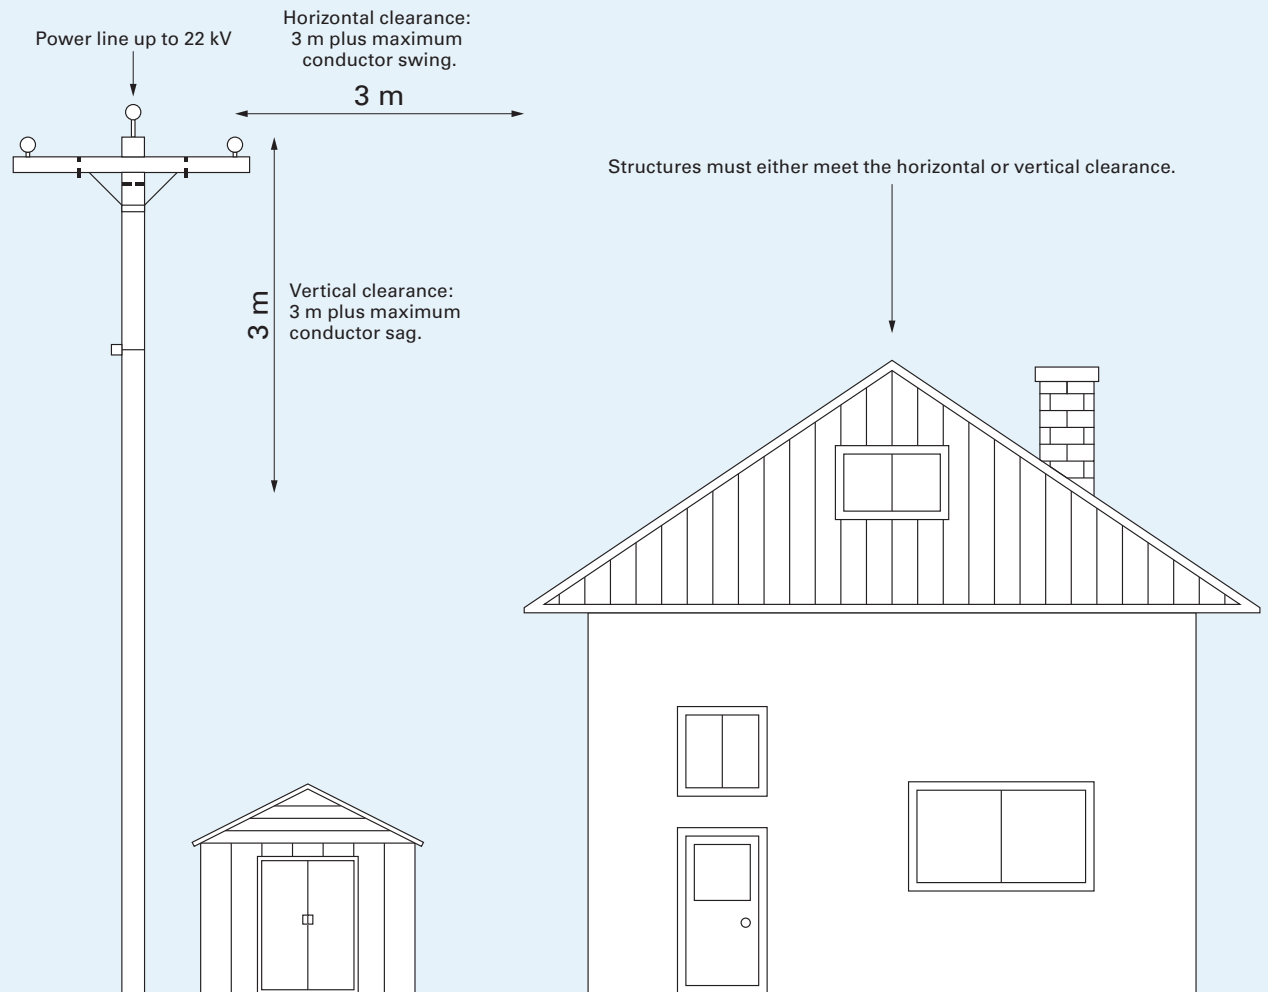 Power line up to 22 kV
Horizontal clearance:
3 m plus maximum
conductor swing.
3 m
Structures must either meet the horizontal or vertical clearance.
3 m
Vertical clearance:
3 m plus maximum
conductor sag.